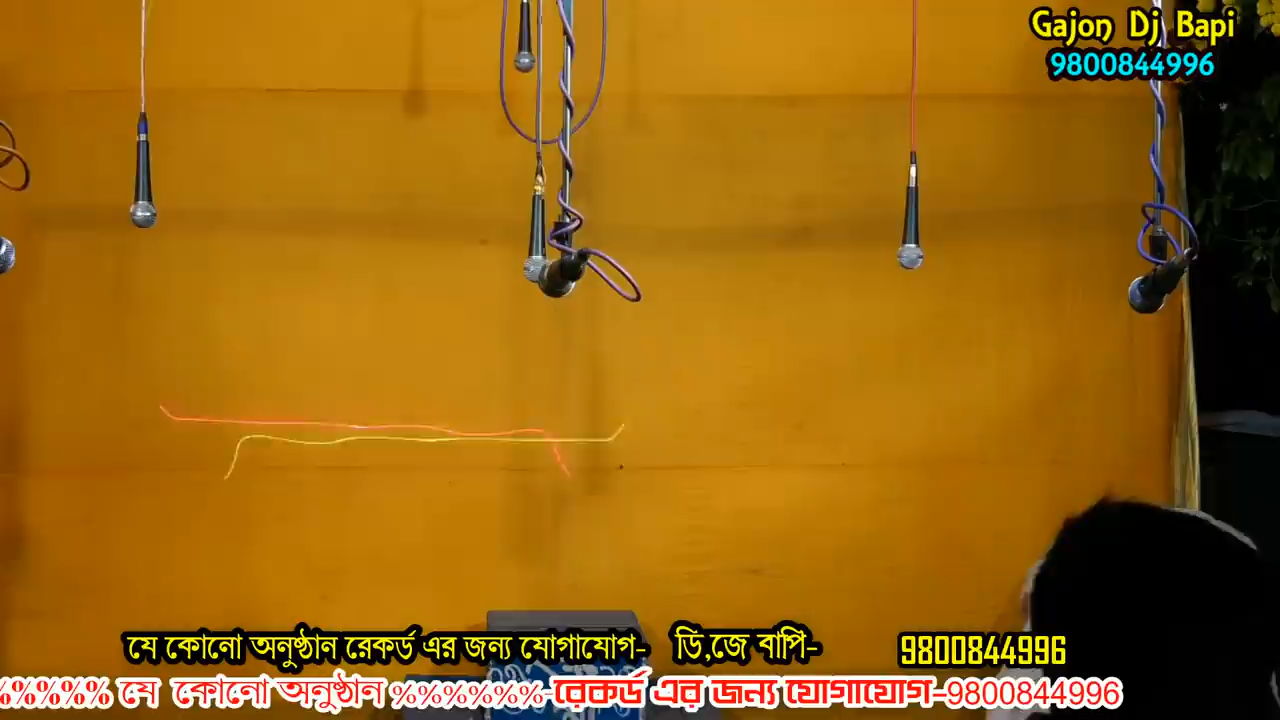 Gajon Dj Bapi
9800844996
যে কোনো অনুষ্ঠান রেকর্ড এর জন্য যোগাযোগ- ডি,জে বাপি- 9800844996
%%%%% যে কোনো অনুষ্ঠান %%%%%%-রেকর্ড এর জন্য যোগাযোগ-9800844996